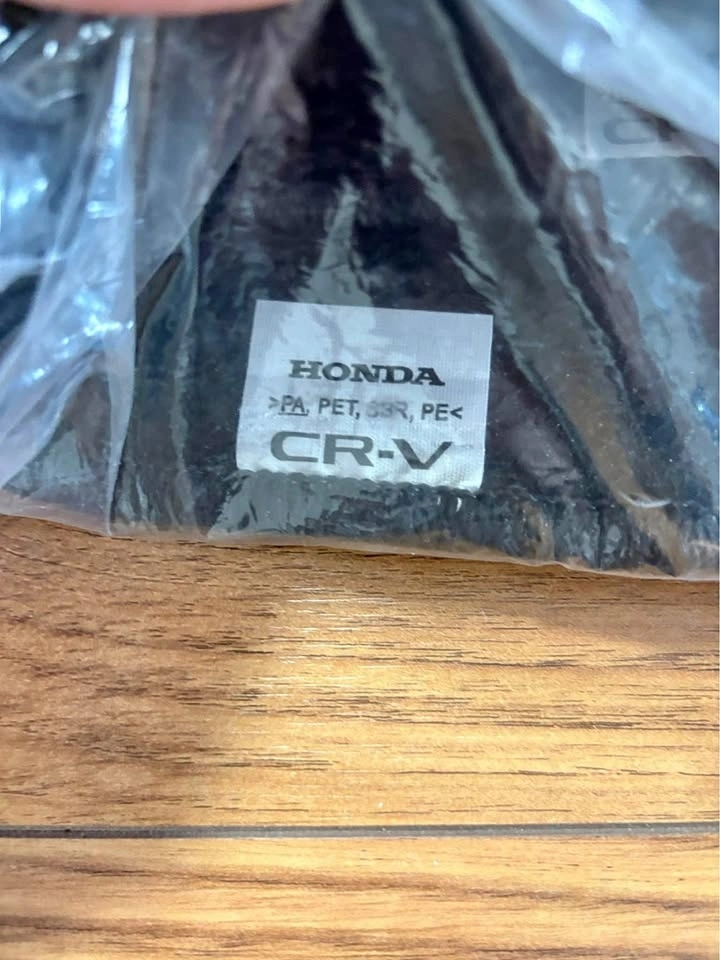 HONDA
>PA, PET, SBR, PE<
CR-V